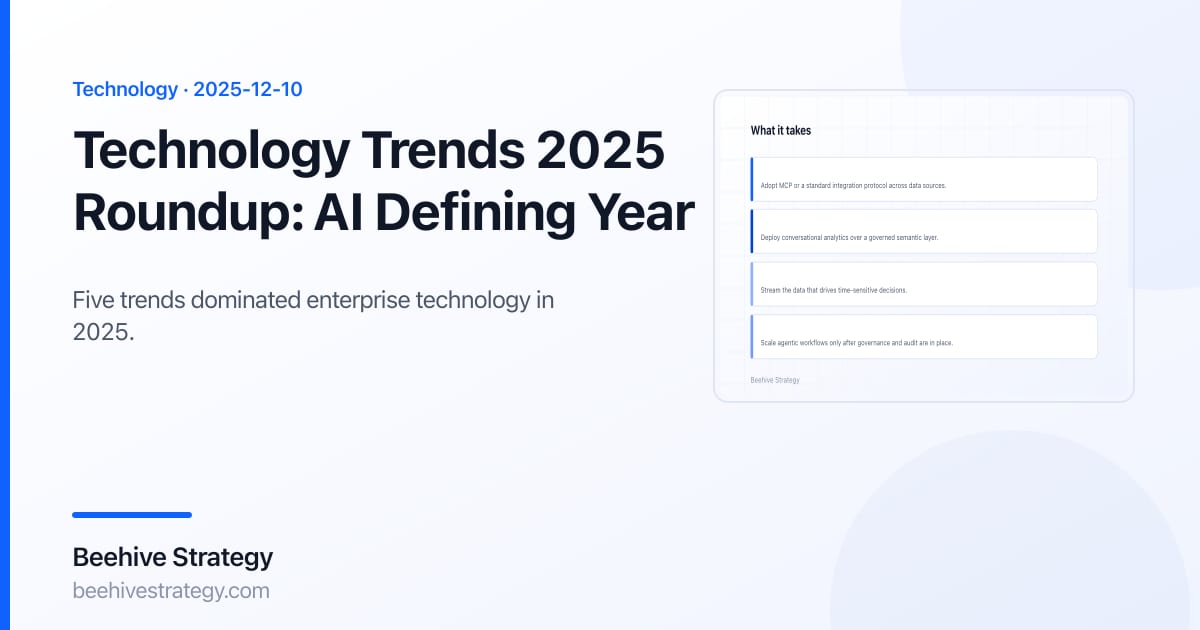 Technology · 2025-12-10
Technology Trends 2025
Roundup: AI Defining Year
Five trends dominated enterprise technology in
2025.
What it takes
Adopt MCP or a standard integration protocol across data sources.
Deploy conversational analytics over a governed semantic layer.
Stream the data that drives time-sensitive decisions.
Scale agentic workflows only after governance and audit are in place.
Beehive Strategy
Beehive Strategy
beehivestrategy.com